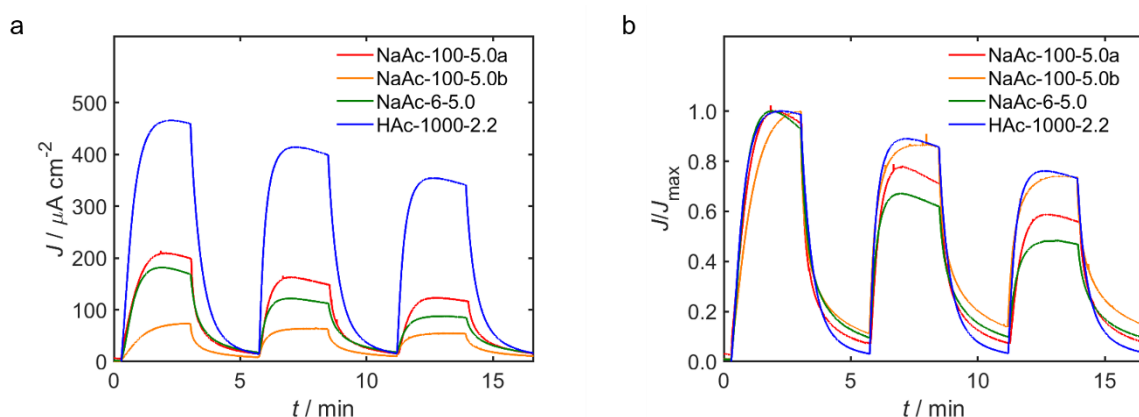 a
NaAc-100-5.0a
NaAc-100-5.0b
NaAc-6-5.0
HAc-1000-2.2
500
400
300
200
100
0
J / μA cm⁻²
0 5 10 15
t / min
b
NaAc-100-5.0a
NaAc-100-5.0b
NaAc-6-5.0
HAc-1000-2.2
1.0
0.8
0.6
0.4
0.2
0.0
J/Jmax
0 5 10 15
t / min